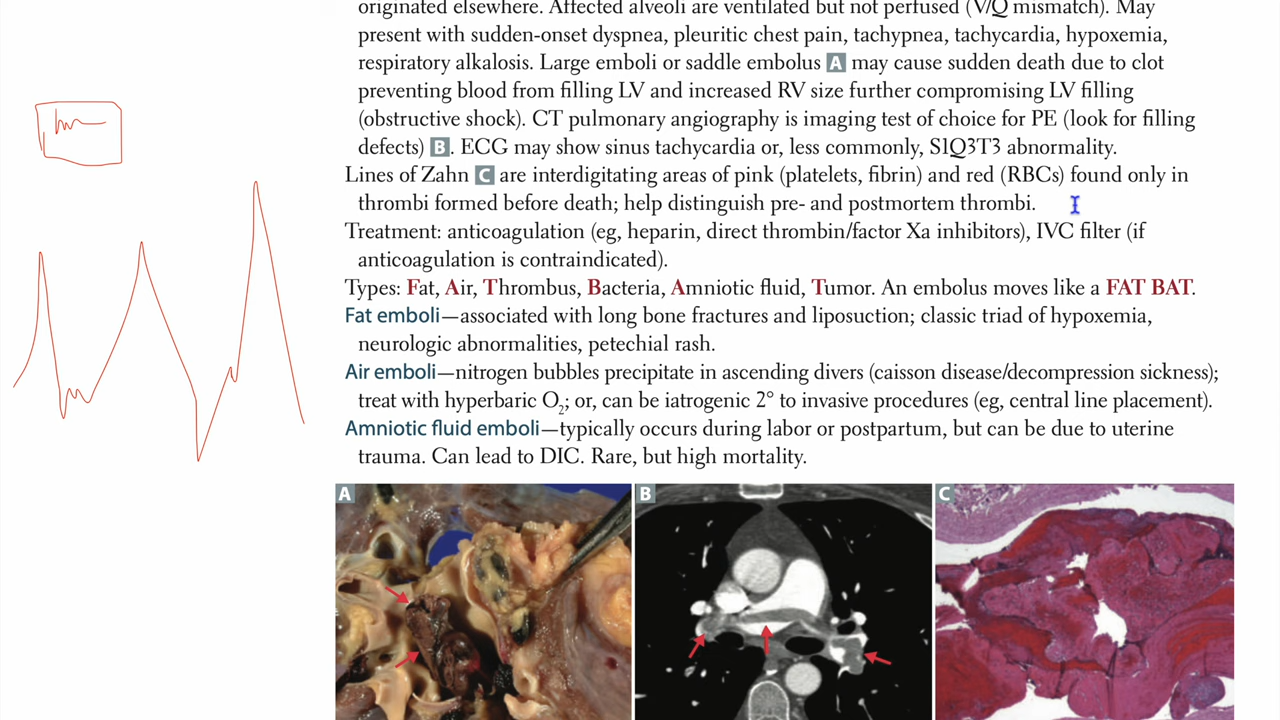 originated elsewhere. Affected alveoli are ventilated but not perfused (V/Q mismatch). May
present with sudden-onset dyspnea, pleuritic chest pain, tachypnea, tachycardia, hypoxemia,
respiratory alkalosis. Large emboli or saddle embolus A may cause sudden death due to clot
preventing blood from filling LV and increased RV size further compromising LV filling
(obstructive shock). CT pulmonary angiography is imaging test of choice for PE (look for filling
defects) B. ECG may show sinus tachycardia or, less commonly, S1Q3T3 abnormality.
Lines of Zahn C are interdigitating areas of pink (platelets, fibrin) and red (RBCs) found only in
thrombi formed before death; help distinguish pre- and postmortem thrombi.
Treatment: anticoagulation (eg, heparin, direct thrombin/factor Xa inhibitors), IVC filter (if
anticoagulation is contraindicated).
Types: Fat, Air, Thrombus, Bacteria, Amniotic fluid, Tumor. An embolus moves like a FAT BAT.
Fat emboli—associated with long bone fractures and liposuction; classic triad of hypoxemia,
neurologic abnormalities, petechial rash.
Air emboli—nitrogen bubbles precipitate in ascending divers (caisson disease/decompression sickness);
treat with hyperbaric O₂; or, can be iatrogenic 2° to invasive procedures (eg, central line placement).
Amniotic fluid emboli—typically occurs during labor or postpartum, but can be due to uterine
trauma. Can lead to DIC. Rare, but high mortality.
A B C